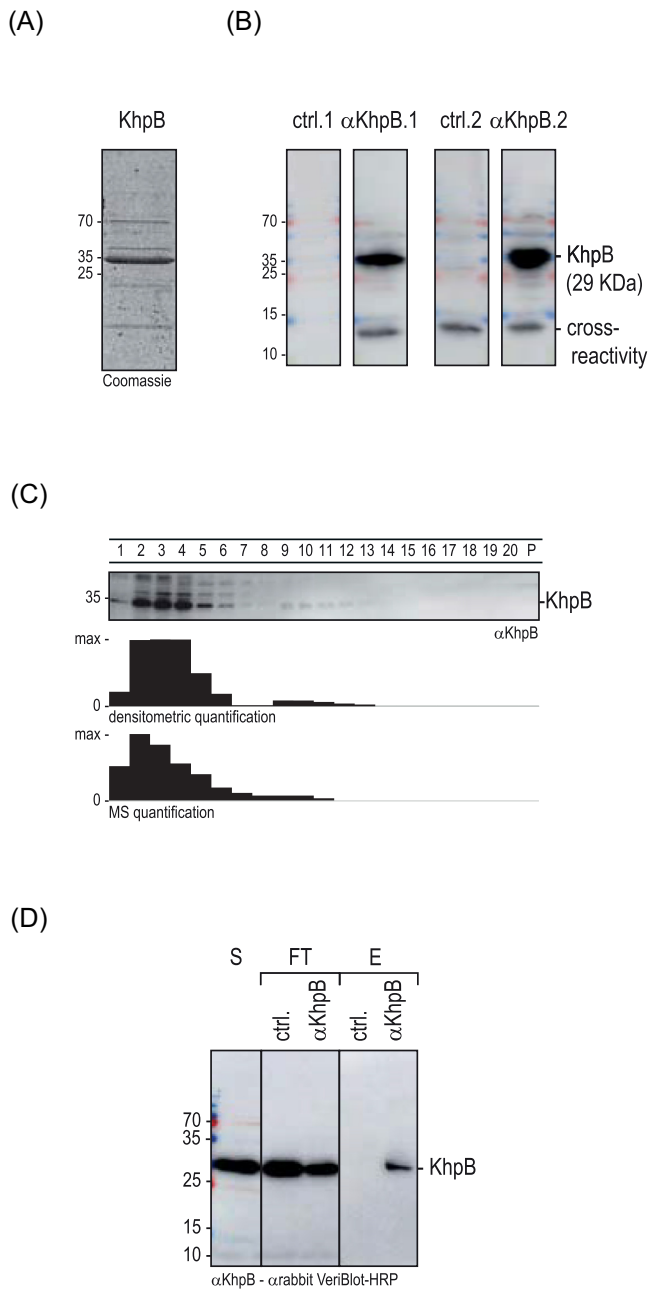 (A)
(B)
KhpB
ctrl.1 αKhpB.1 ctrl.2 αKhpB.2
70 -
35 -
25 -
Coomassie
70 -
35 -
25 -
15 -
10 -
- KhpB
(29 KDa)
- cross-
reactivity
(C)
1 2 3 4 5 6 7 8 9 10 11 12 13 14 15 16 17 18 19 20 P
35 -
-KhpB
αKhpB
max -
0 -
densitometric quantification
max -
0 -
MS quantification
(D)
S FT E
ctrl. αKhpB ctrl. αKhpB
70 -
35 -
25 -
15 -
10 -
- KhpB
αKhpB - αrabbit VeriBlot-HRP